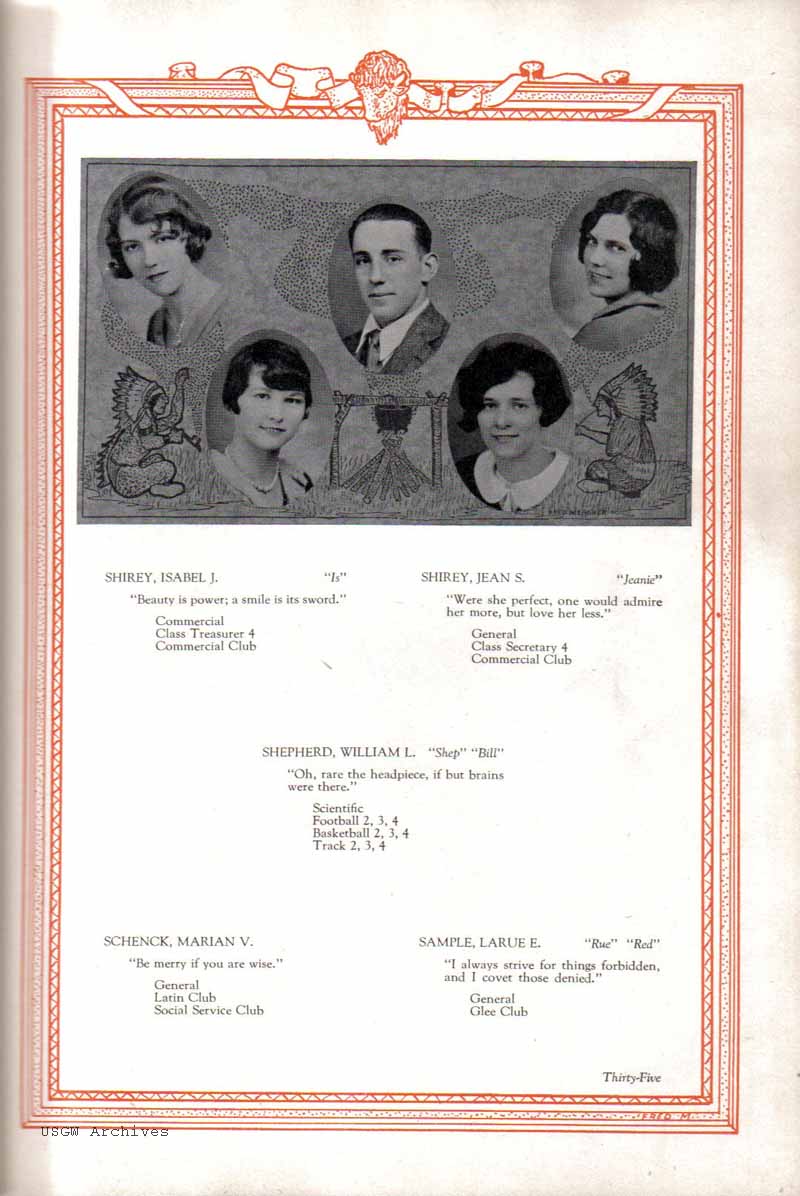 SHIREY, ISABEL J. "Is"
"Beauty is power; a smile is its sword."
Commercial
Class Treasurer 4
Commercial Club
SHIREY, JEAN S. "Jeanie"
"Were she perfect, one would admire
her more, but love her less."
General
Class Secretary 4
Commercial Club
SHEPHERD, WILLIAM L. "Shep" "Bill"
"Oh, rare the headpiece, if but brains
were there."
Scientific
Football 2, 3, 4
Basketball 2, 3, 4
Track 2, 3, 4
SCHENCK, MARIAN V.
"Be merry if you are wise."
General
Latin Club
Social Service Club
SAMPLE, LARUE E. "Rue" "Red"
"I always strive for things forbidden,
and I covet those denied."
General
Glee Club
Thirty-Five
FRED M.
USGW Archives